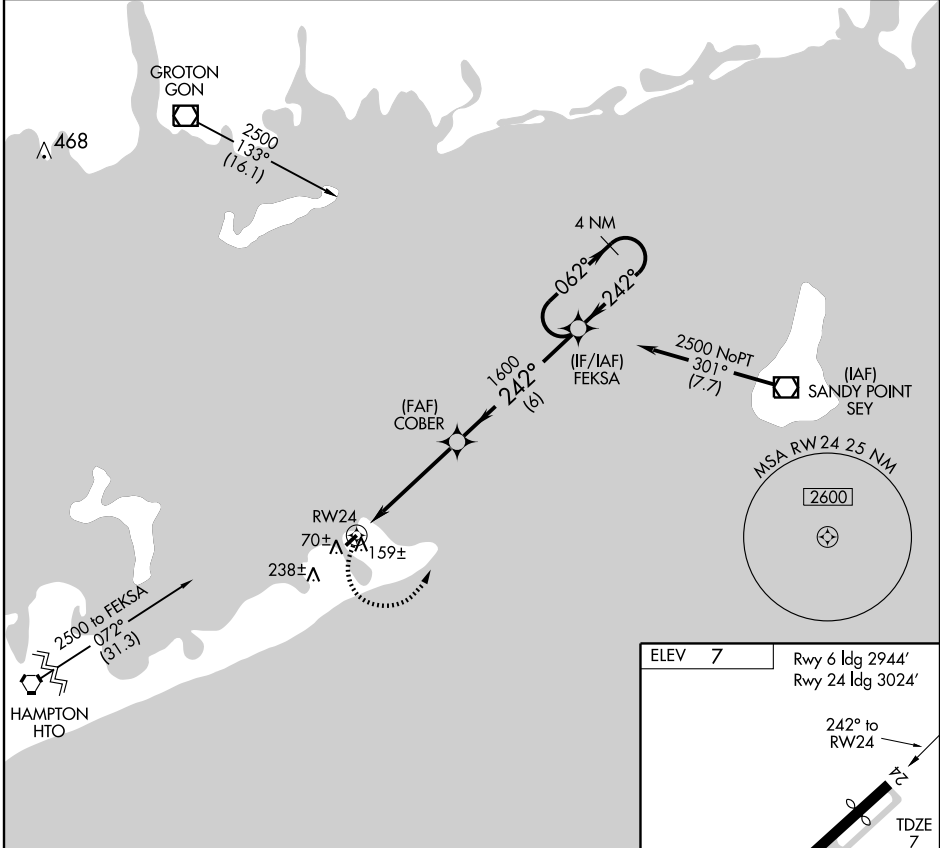 GROTON
GON
468
2500
133°
(16.1)
4 NM
062°
242°
(IF/IAF)
FEKSA
2500 NoPT
301°
(7.7)
(IAF)
SANDY POINT
SEY
1600
242°
(6)
(FAF)
COBER
MSA RW 24 25 NM
2600
RW24
70±
159±
238±
2500 to FEKSA
072°
(31.3)
HAMPTON
HTO
ELEV 7
Rwy 6 ldg 2944'
Rwy 24 ldg 3024'
242° to
RW24
24
TDZE
7